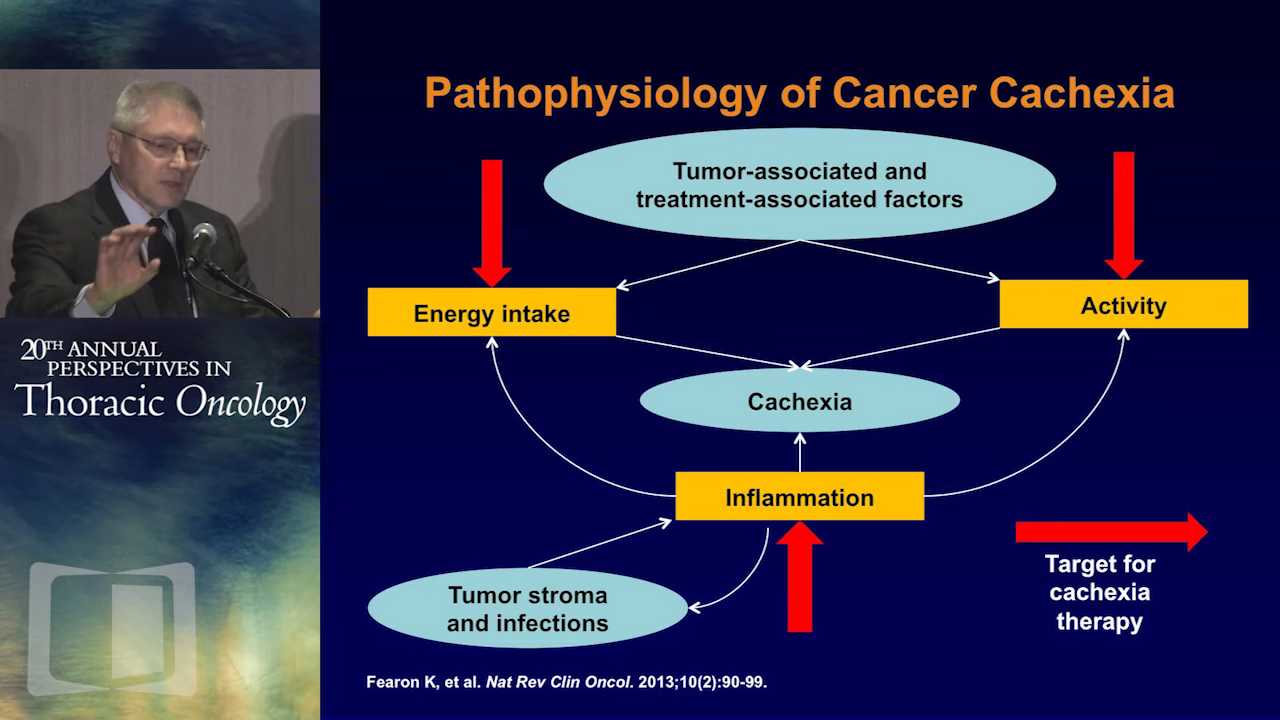 Pathophysiology of Cancer Cachexia
Tumor-associated and
treatment-associated factors
Energy intake
Activity
Cachexia
Inflammation
Tumor stroma
and infections
Target for
cachexia
therapy
Fearon K, et al. Nat Rev Clin Oncol. 2013;10(2):90-99.
20TH ANNUAL
PERSPECTIVES IN
Thoracic Oncology